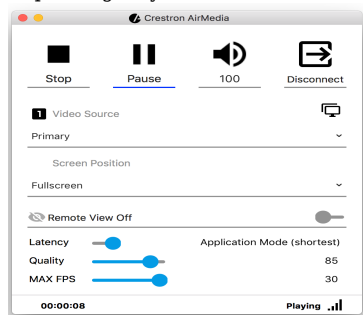 Crestron AirMedia
Stop Pause 100 Disconnect
1 Video Source
Primary
Screen Position
Fullscreen
Remote View Off
Latency Application Mode (shortest)
Quality 85
MAX FPS 30
00:00:08 Playing